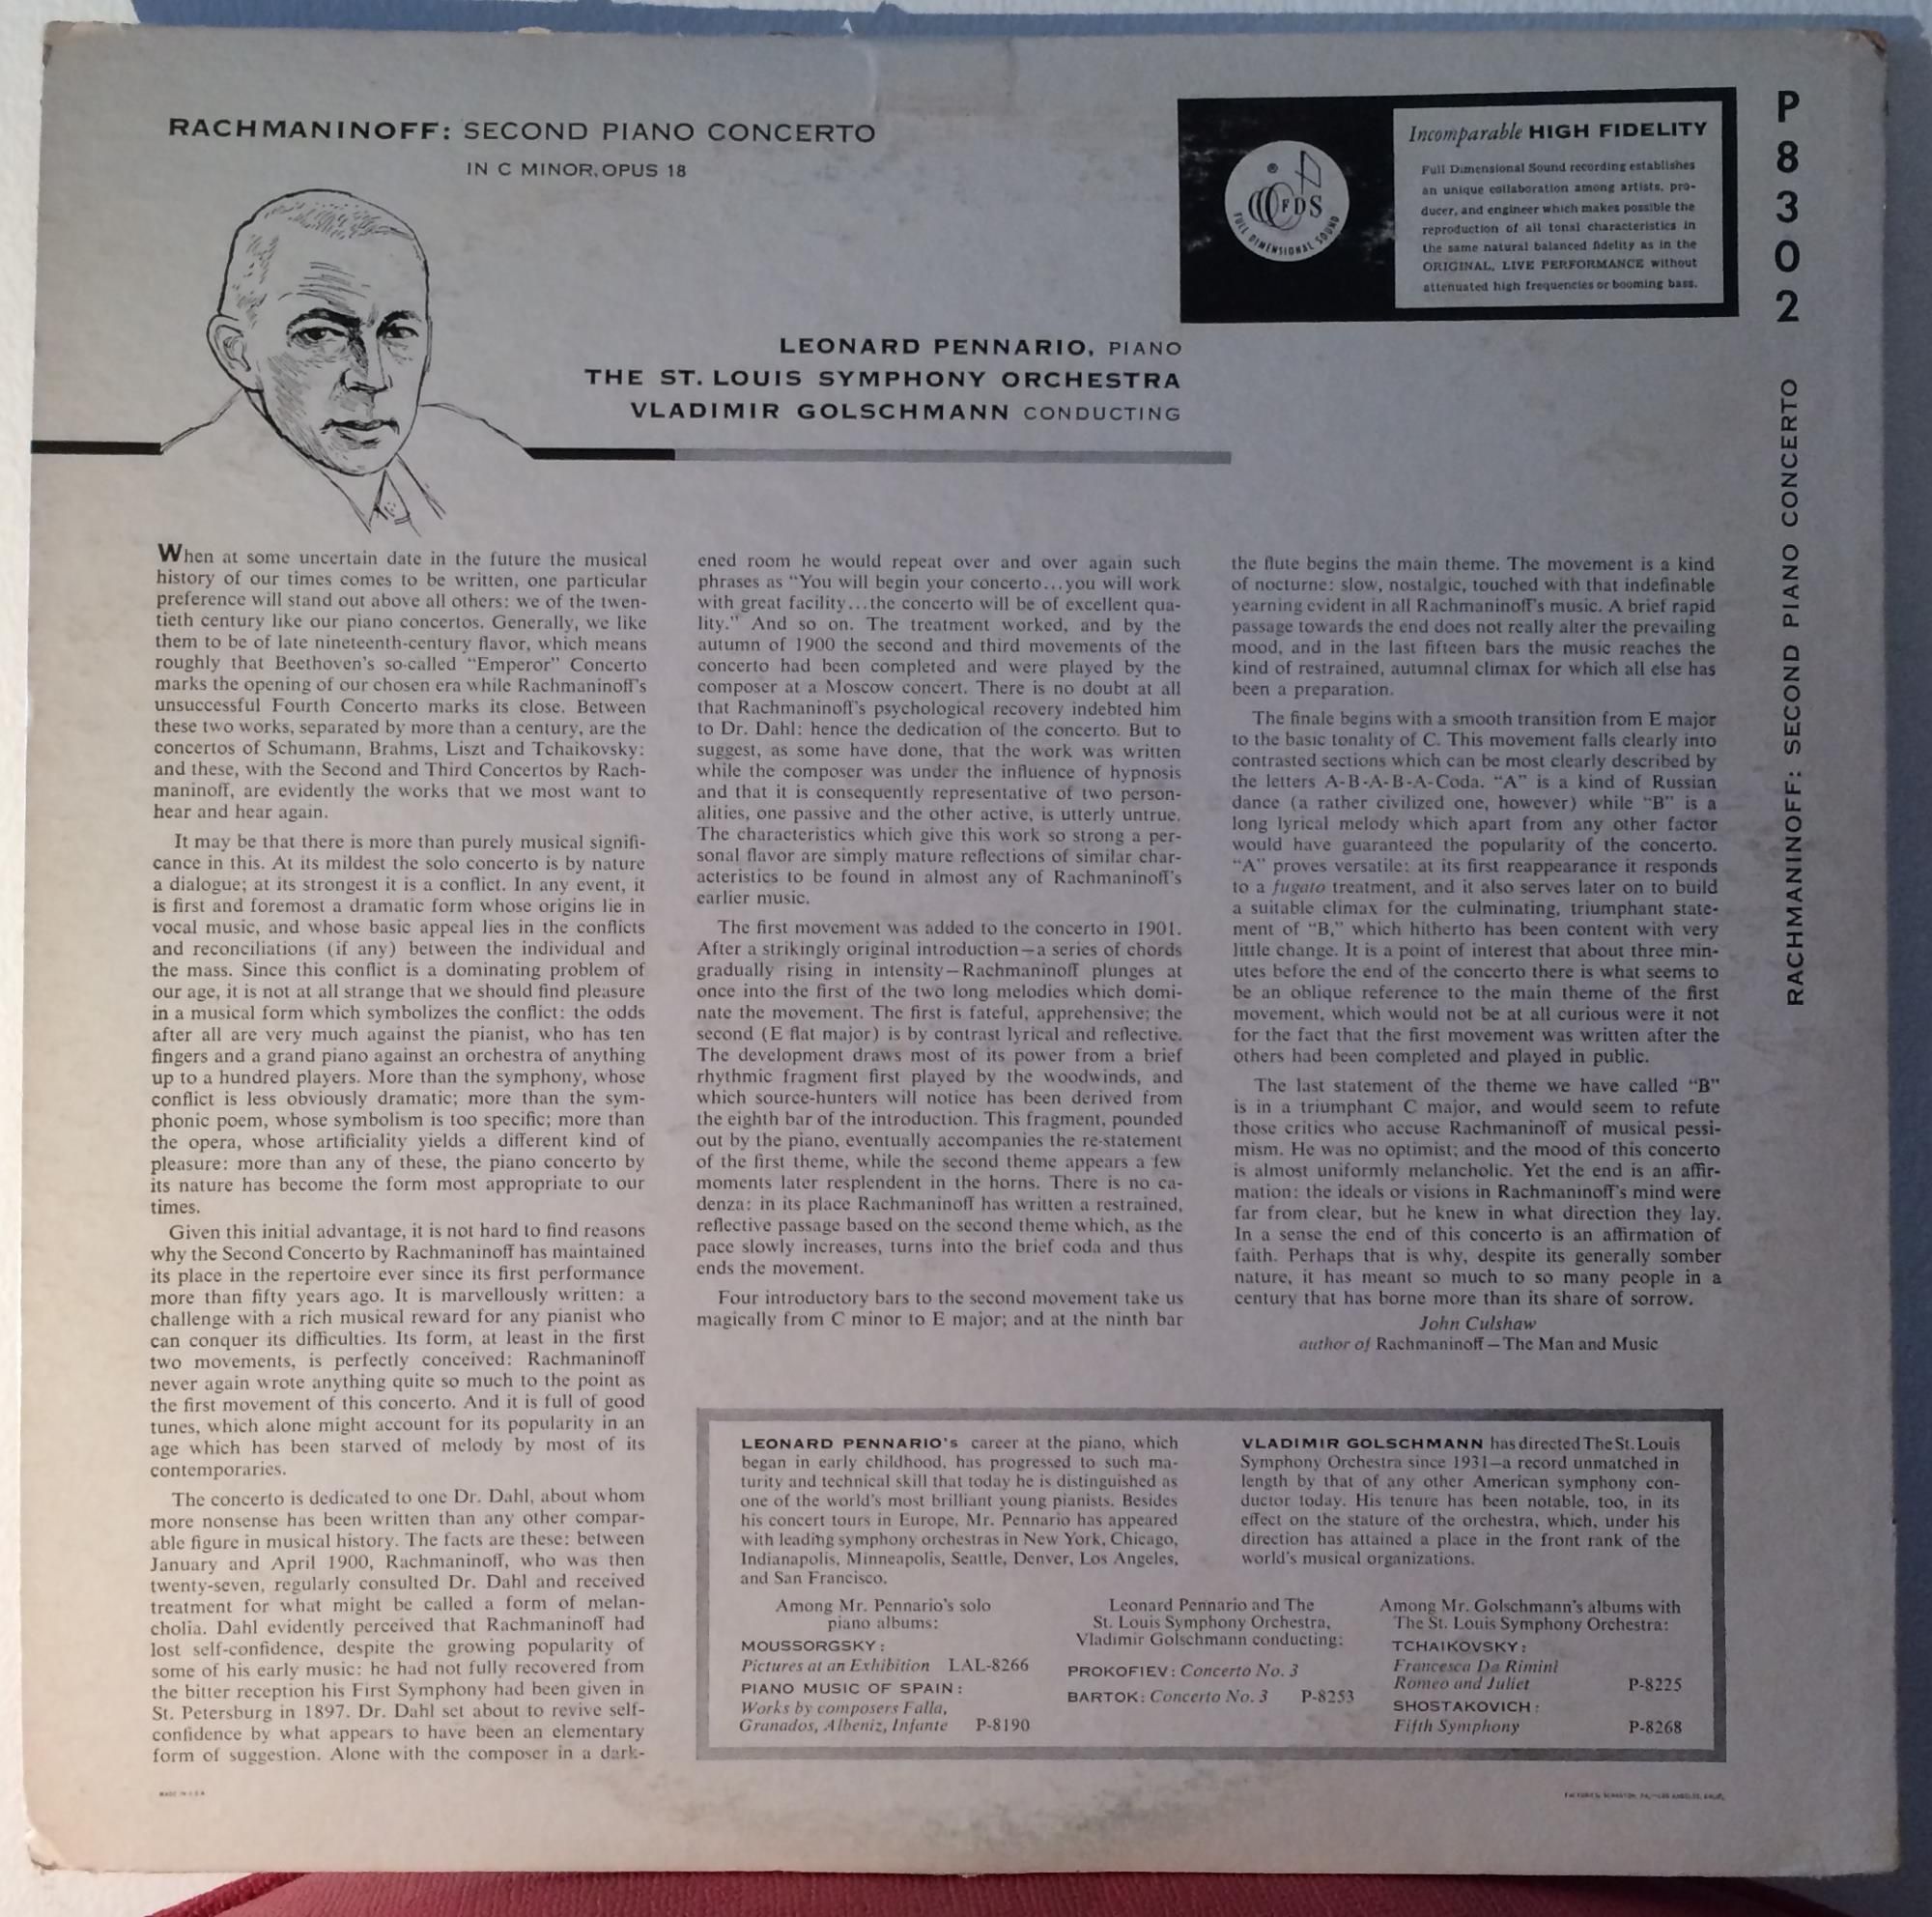 RACHMANINOFF: SECOND PIANO CONCERTO
IN C MINOR, OPUS 18
LEONARD PENNARIO, PIANO
THE ST. LOUIS SYMPHONY ORCHESTRA
VLADIMIR GOLSCHMANN CONDUCTING
®
FDS
FULL DIMENSIONAL SOUND
Incomparable HIGH FIDELITY
Full Dimensional Sound recording establishes
an unique collaboration among artists, pro-
ducer, and engineer which makes possible the
reproduction of all tonal characteristics in
the same natural balanced fidelity as in the
ORIGINAL, LIVE PERFORMANCE without
attenuated high frequencies or booming bass.
P
8
3
0
2
RACHMANINOFF: SECOND PIANO CONCERTO
When at some uncertain date in the future the musical
history of our times comes to be written, one particular
preference will stand out above all others: we of the twen-
tieth century like our piano concertos. Generally, we like
them to be of late nineteenth-century flavor, which means
roughly that Beethoven's so-called "Emperor" Concerto
marks the opening of our chosen era while Rachmaninoff's
unsuccessful Fourth Concerto marks its close. Between
these two works, separated by more than a century, are the
concertos of Schumann, Brahms, Liszt and Tchaikovsky:
and these, with the Second and Third Concertos by Rach-
maninoff, are evidently the works that we most want to
hear and hear again.
It may be that there is more than purely musical signifi-
cance in this. At its mildest the solo concerto is by nature
a dialogue; at its strongest it is a conflict. In any event, it
is first and foremost a dramatic form whose origins lie in
vocal music, and whose basic appeal lies in the conflicts
and reconciliations (if any) between the individual and
the mass. Since this conflict is a dominating problem of
our age, it is not at all strange that we should find pleasure
in a musical form which symbolizes the conflict: the odds
after all are very much against the pianist, who has ten
fingers and a grand piano against an orchestra of anything
up to a hundred players. More than the symphony, whose
conflict is less obviously dramatic; more than the sym-
phonic poem, whose symbolism is too specific; more than
the opera, whose artificiality yields a different kind of
pleasure: more than any of these, the piano concerto by
its nature has become the form most appropriate to our
times.
Given this initial advantage, it is not hard to find reasons
why the Second Concerto by Rachmaninoff has maintained
its place in the repertoire ever since its first performance
more than fifty years ago. It is marvellously written: a
challenge with a rich musical reward for any pianist who
can conquer its difficulties. Its form, at least in the first
two movements, is perfectly conceived: Rachmaninoff
never again wrote anything quite so much to the point as
the first movement of this concerto. And it is full of good
tunes, which alone might account for its popularity in an
age which has been starved of melody by most of its
contemporaries.
The concerto is dedicated to one Dr. Dahl, about whom
more nonsense has been written than any other compar-
able figure in musical history. The facts are these: between
January and April 1900, Rachmaninoff, who was then
twenty-seven, regularly consulted Dr. Dahl and received
treatment for what might be called a form of melan-
cholia. Dahl evidently perceived that Rachmaninoff had
lost self-confidence, despite the growing popularity of
some of his early music: he had not fully recovered from
the bitter reception his First Symphony had been given in
St. Petersburg in 1897. Dr. Dahl set about to revive self-
confidence by what appears to have been an elementary
form of suggestion. Alone with the composer in a dark-
ened room he would repeat over and over again such
phrases as "You will begin your concerto...you will work
with great facility...the concerto will be of excellent qua-
lity." And so on. The treatment worked, and by the
autumn of 1900 the second and third movements of the
concerto had been completed and were played by the
composer at a Moscow concert. There is no doubt at all
that Rachmaninoff's psychological recovery indebted him
to Dr. Dahl: hence the dedication of the concerto. But to
suggest, as some have done, that the work was written
while the composer was under the influence of hypnosis
and that it is consequently representative of two person-
alities, one passive and the other active, is utterly untrue.
The characteristics which give this work so strong a per-
sonal flavor are simply mature reflections of similar char-
acteristics to be found in almost any of Rachmaninoff's
earlier music.
The first movement was added to the concerto in 1901.
After a strikingly original introduction—a series of chords
gradually rising in intensity—Rachmaninoff plunges at
once into the first of the two long melodies which domi-
nate the movement. The first is fateful, apprehensive; the
second (E flat major) is by contrast lyrical and reflective.
The development draws most of its power from a brief
rhythmic fragment first played by the woodwinds, and
which source-hunters will notice has been derived from
the eighth bar of the introduction. This fragment, pounded
out by the piano, eventually accompanies the re-statement
of the first theme, while the second theme appears a few
moments later resplendent in the horns. There is no ca-
denza: in its place Rachmaninoff has written a restrained,
reflective passage based on the second theme which, as the
pace slowly increases, turns into the brief coda and thus
ends the movement.
Four introductory bars to the second movement take us
magically from C minor to E major; and at the ninth bar
the flute begins the main theme. The movement is a kind
of nocturne: slow, nostalgic, touched with that indefinable
yearning evident in all Rachmaninoff's music. A brief rapid
passage towards the end does not really alter the prevailing
mood, and in the last fifteen bars the music reaches the
kind of restrained, autumnal climax for which all else has
been a preparation.
The finale begins with a smooth transition from E major
to the basic tonality of C. This movement falls clearly into
contrasted sections which can be most clearly described by
the letters A-B-A-B-A-Coda. "A" is a kind of Russian
dance (a rather civilized one, however) while "B" is a
long lyrical melody which apart from any other factor
would have guaranteed the popularity of the concerto.
"A" proves versatile: at its first reappearance it responds
to a fugato treatment, and it also serves later on to build
a suitable climax for the culminating, triumphant state-
ment of "B," which hitherto has been content with very
little change. It is a point of interest that about three min-
utes before the end of the concerto there is what seems to
be an oblique reference to the main theme of the first
movement, which would not be at all curious were it not
for the fact that the first movement was written after the
others had been completed and played in public.
The last statement of the theme we have called "B"
is in a triumphant C major, and would seem to refute
those critics who accuse Rachmaninoff of musical pessi-
mism. He was no optimist; and the mood of this concerto
is almost uniformly melancholic. Yet the end is an affir-
mation: the ideals or visions in Rachmaninoff's mind were
far from clear, but he knew in what direction they lay.
In a sense the end of this concerto is an affirmation of
faith. Perhaps that is why, despite its generally somber
nature, it has meant so much to so many people in a
century that has borne more than its share of sorrow.
John Culshaw
author of Rachmaninoff—The Man and Music
LEONARD PENNARIO's career at the piano, which
began in early childhood, has progressed to such ma-
turity and technical skill that today he is distinguished as
one of the world's most brilliant young pianists. Besides
his concert tours in Europe, Mr. Pennario has appeared
with leading symphony orchestras in New York, Chicago,
Indianapolis, Minneapolis, Seattle, Denver, Los Angeles,
and San Francisco.
VLADIMIR GOLSCHMANN has directed The St. Louis
Symphony Orchestra since 1931—a record unmatched in
length by that of any other American symphony con-
ductor today. His tenure has been notable, too, in its
effect on the stature of the orchestra, which, under his
direction has attained a place in the front rank of the
world's musical organizations.
Among Mr. Pennario's solo
piano albums:
MOUSSORGSKY:
Pictures at an Exhibition LAL-8266
PIANO MUSIC OF SPAIN:
Works by composers Falla,
Granados, Albeniz, Infante P-8190
Leonard Pennario and The
St. Louis Symphony Orchestra,
Vladimir Golschmann conducting:
PROKOFIEV: Concerto No. 3
BARTOK: Concerto No. 3 P-8253
Among Mr. Golschmann's albums with
The St. Louis Symphony Orchestra:
TCHAIKOVSKY:
Francesca Da Rimini
Romeo and Juliet P-8225
SHOSTAKOVICH:
Fifth Symphony P-8268
MADE IN U.S.A.
FACTORIES: SCRANTON, PA.—LOS ANGELES, CALIF.